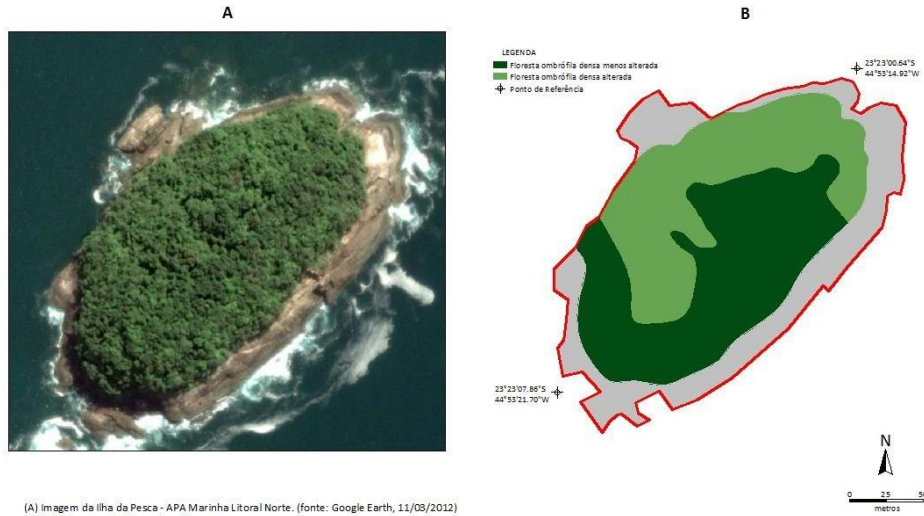 A
B
LEGENDA
Floresta ombrófila densa menos alterada
Floresta ombrófila densa alterada
Ponto de Referência
23°23'00.64"S
44°53'14.92"W
23°23'07.86"S
44°53'21.70"W
N
0 25 50
metros
(A) Imagem da Ilha da Pesca - APA Marinha Litoral Norte. (fonte: Google Earth, 11/03/2012)